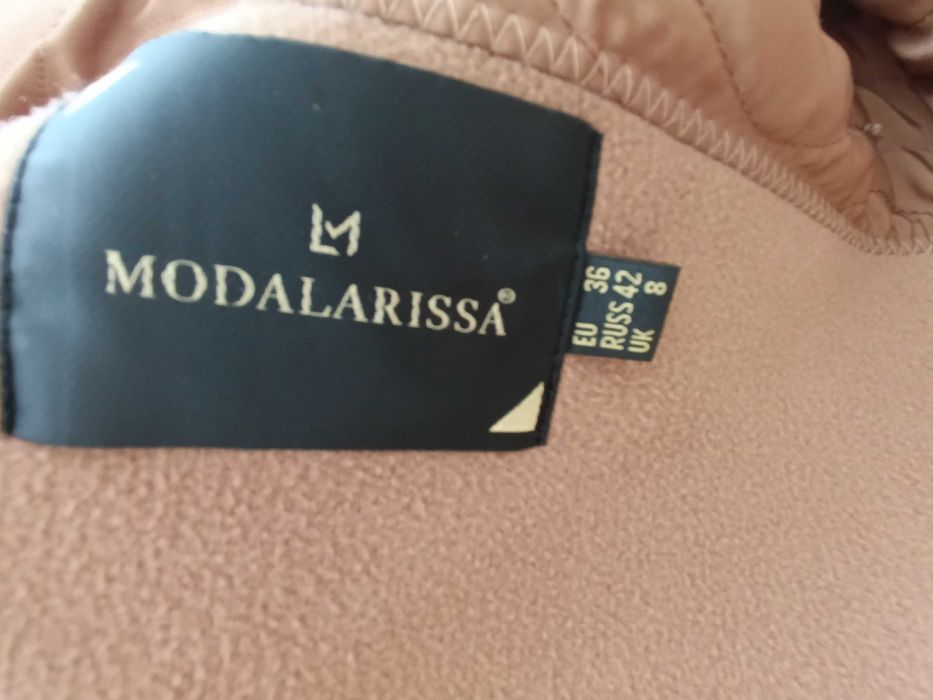 LM
MODALARISSA®
EU 36
RUSS 42
UK 8